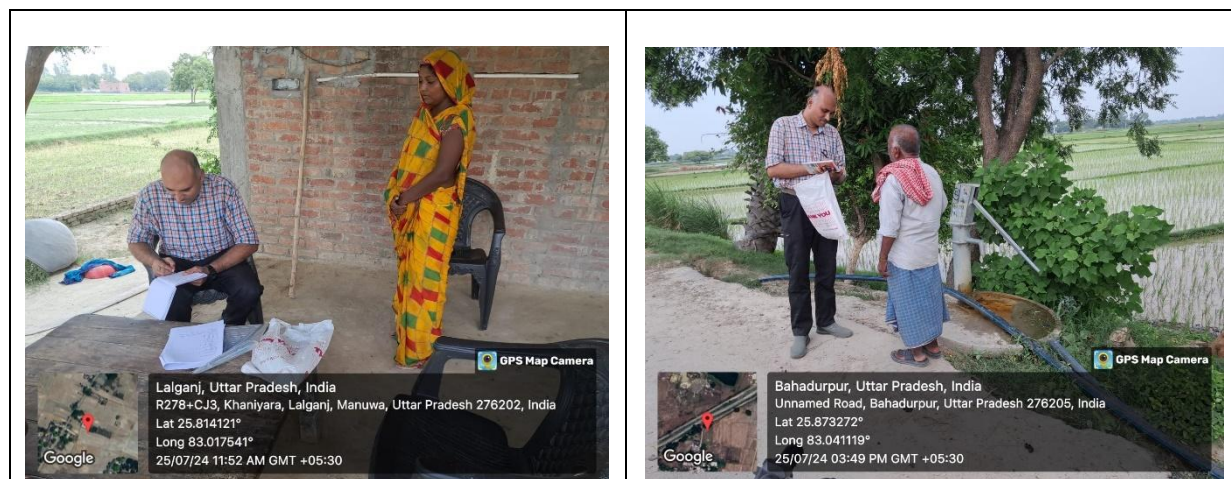 GPS Map Camera
Lalganj, Uttar Pradesh, India
R278+CJ3, Khaniyara, Lalganj, Manuwa, Uttar Pradesh 276202, India
Lat 25.814121°
Long 83.017541°
25/07/24 11:52 AM GMT +05:30
Google
YOU
GPS Map Camera
Bahadurpur, Uttar Pradesh, India
Unnamed Road, Bahadurpur, Uttar Pradesh 276205, India
Lat 25.873272°
Long 83.041119°
25/07/24 03:49 PM GMT +05:30
Google